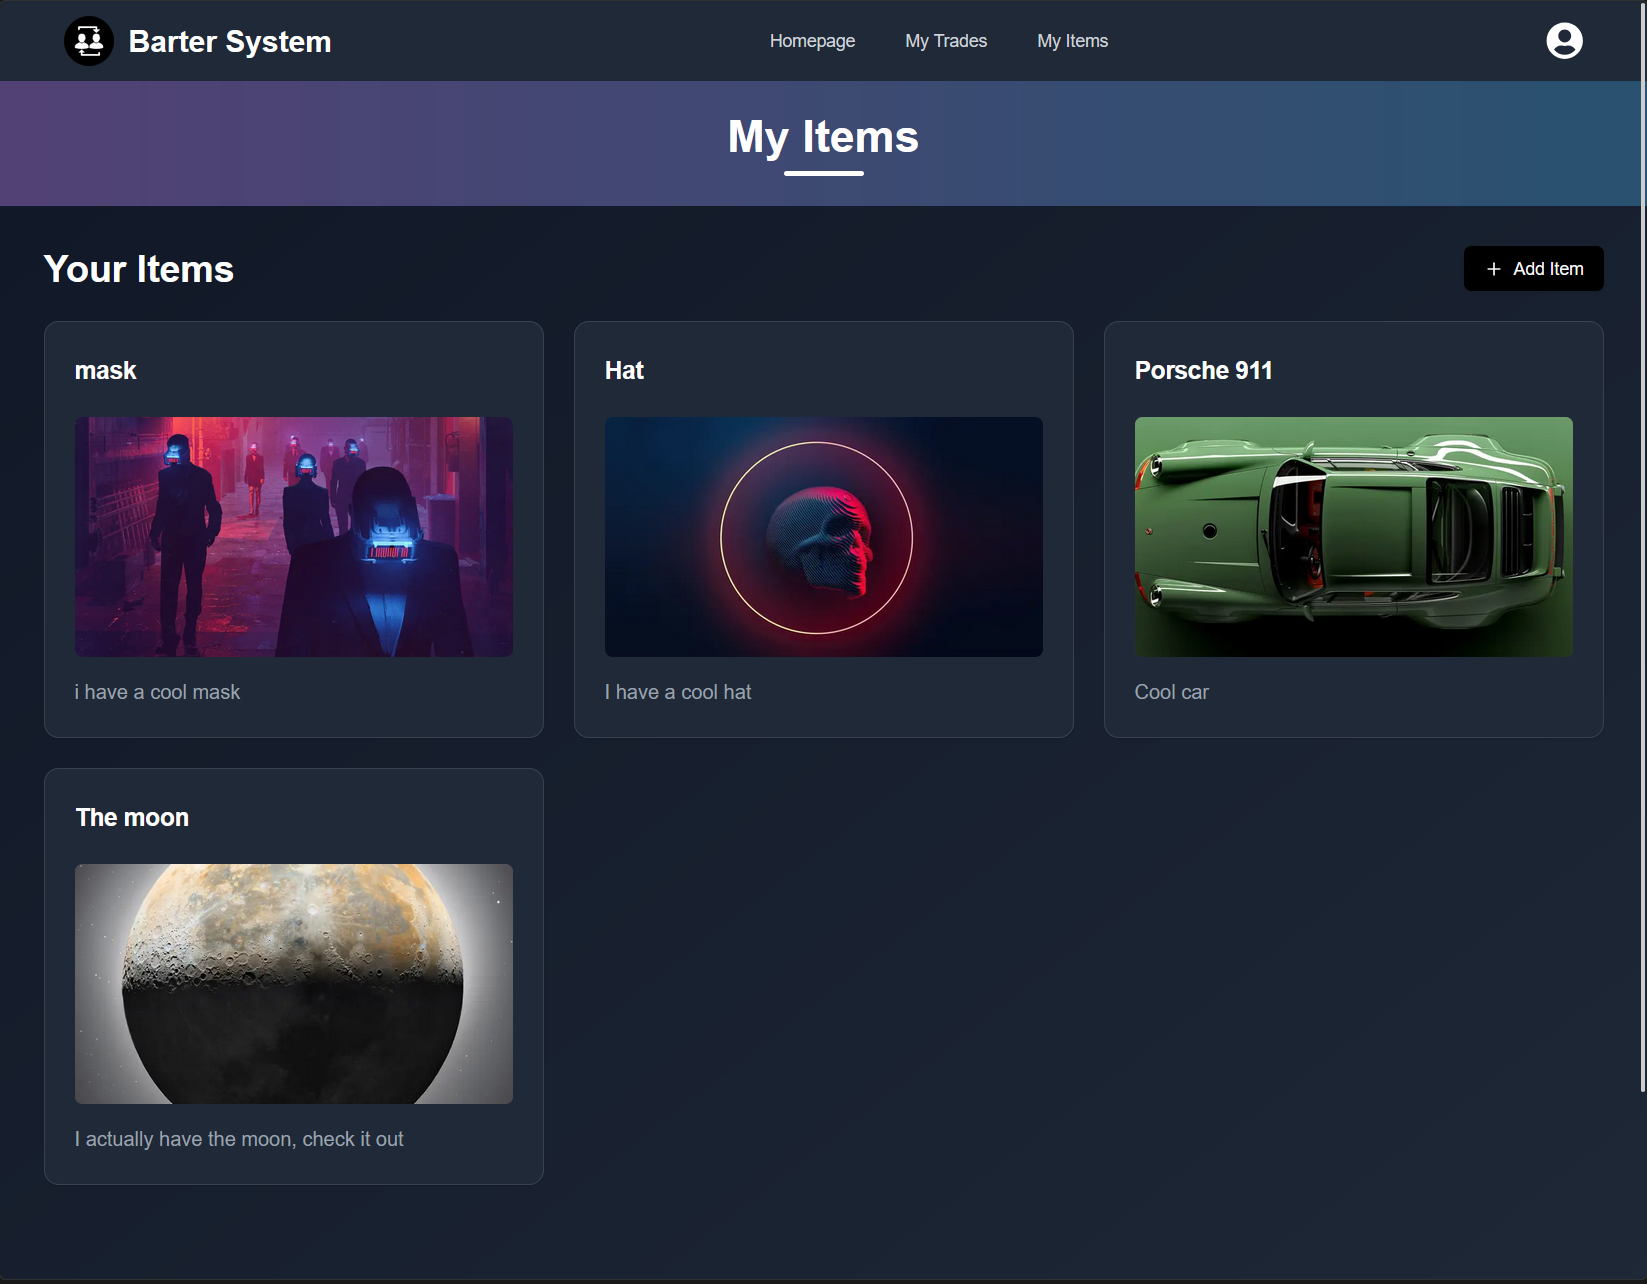 Barter System
Homepage My Trades My Items
My Items
Your Items
+ Add Item
mask
Hat
Porsche 911
i have a cool mask
I have a cool hat
Cool car
The moon
I actually have the moon, check it out